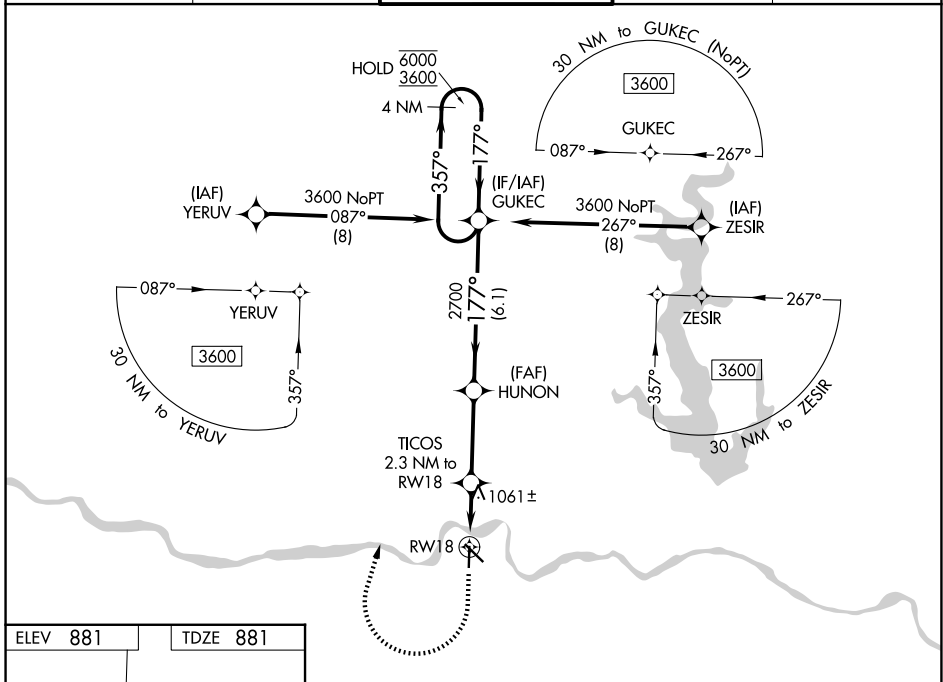 30 NM to GUKEC (NoPT)
3600
GUKEC
087°
267°
HOLD 6000
3600
4 NM
357°
177°
(IF/IAF)
GUKEC
(IAF)
YERUV
3600 NoPT
087°
(8)
3600 NoPT
267°
(8)
(IAF)
ZESIR
2700
177°
(6.1)
087°
YERUV
3600
357°
30 NM to YERUV
267°
ZESIR
3600
357°
30 NM to ZESIR
(FAF)
HUNON
TICOS
2.3 NM to
RW18
1061±
RW18
ELEV 881
TDZE 881